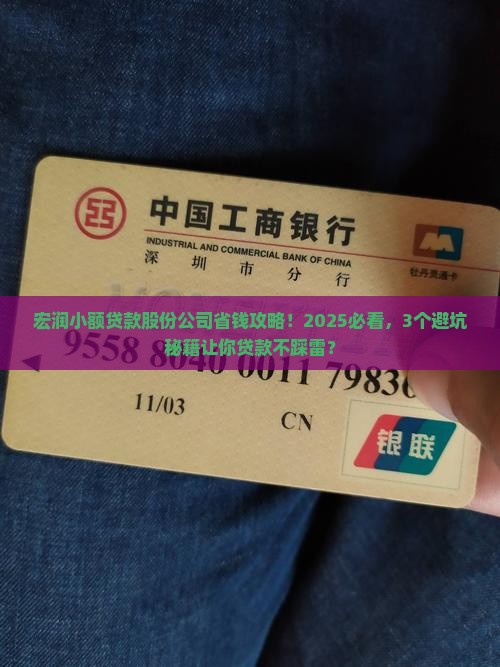 中国工商银行
INDUSTRIAL AND COMMERCIAL BANK OF CHINA
深圳市分行
牡丹灵通卡
宏润小额贷款股份公司省钱攻略！2025必看，3个避坑
秘籍让你贷款不踩雷？
9558 8040 0011 7983
11/03
CN
银联